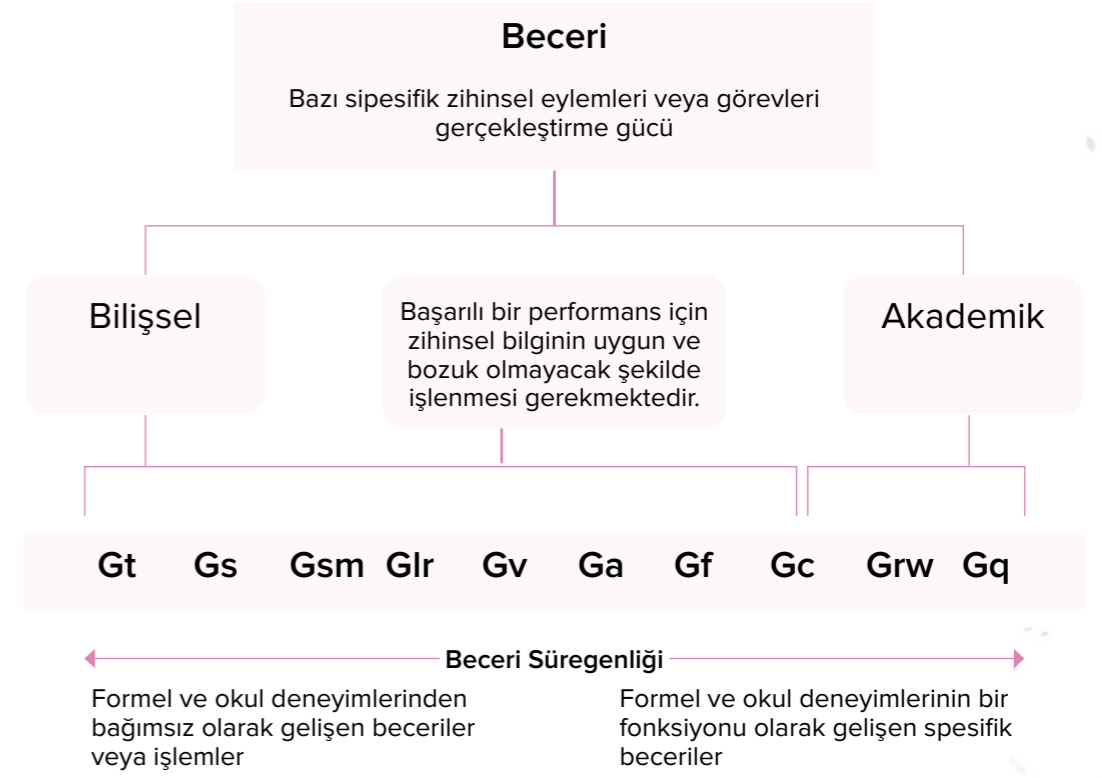 Beceri
Bazı sipesifik zihinsel eylemleri veya görevleri
gerçekleştirme gücü
Bilişsel
Başarılı bir performans için
zihinsel bilginin uygun ve
bozuk olmayacak şekilde
işlenmesi gerekmektedir.
Akademik
Gt Gs Gsm Glr Gv Ga Gf Gc Grw Gq
Beceri Süregenliği
Formel ve okul deneyimlerinden
bağımsız olarak gelişen beceriler
veya işlemler
Formel ve okul deneyimlerinin bir
fonksiyonu olarak gelişen spesifik
beceriler